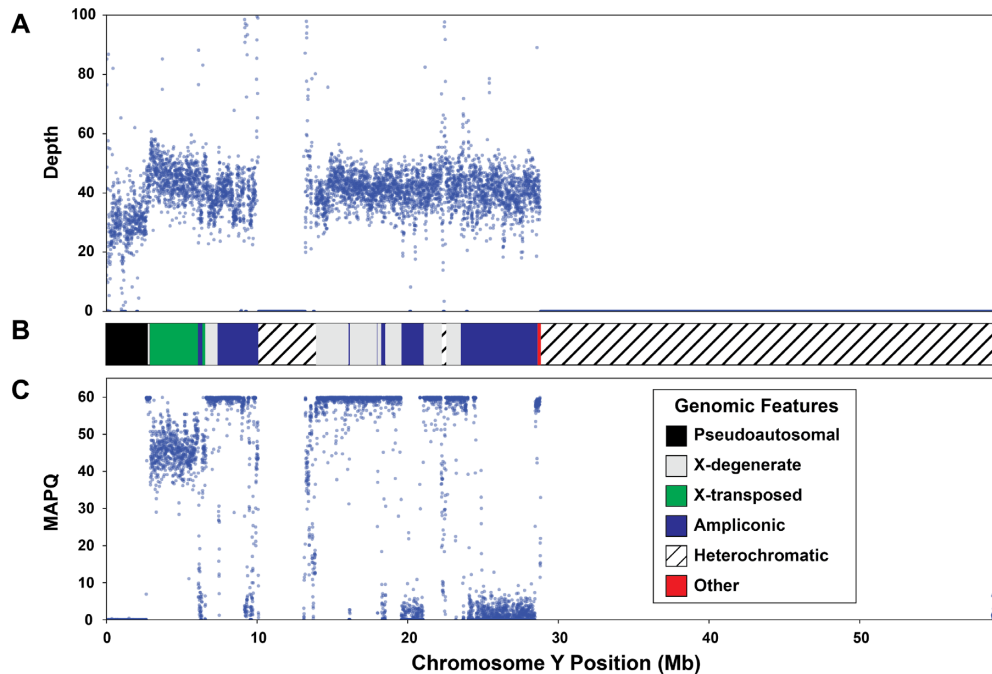 A
100
80
60
40
20
0
Depth
B
C
60
50
40
30
20
10
0
MAPQ
Genomic Features
Pseudoautosomal
X-degenerate
X-transposed
Ampliconic
Heterochromatic
Other
0 10 20 30 40 50
Chromosome Y Position (Mb)